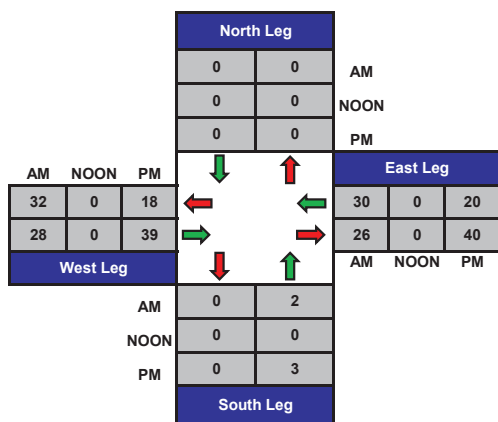 North Leg
0 0 AM
0 0 NOON
0 0 PM
AM NOON PM East Leg
32 0 18 30 0 20
28 0 39 26 0 40
West Leg AM NOON PM
AM 0 2
NOON 0 0
PM 0 3
South Leg